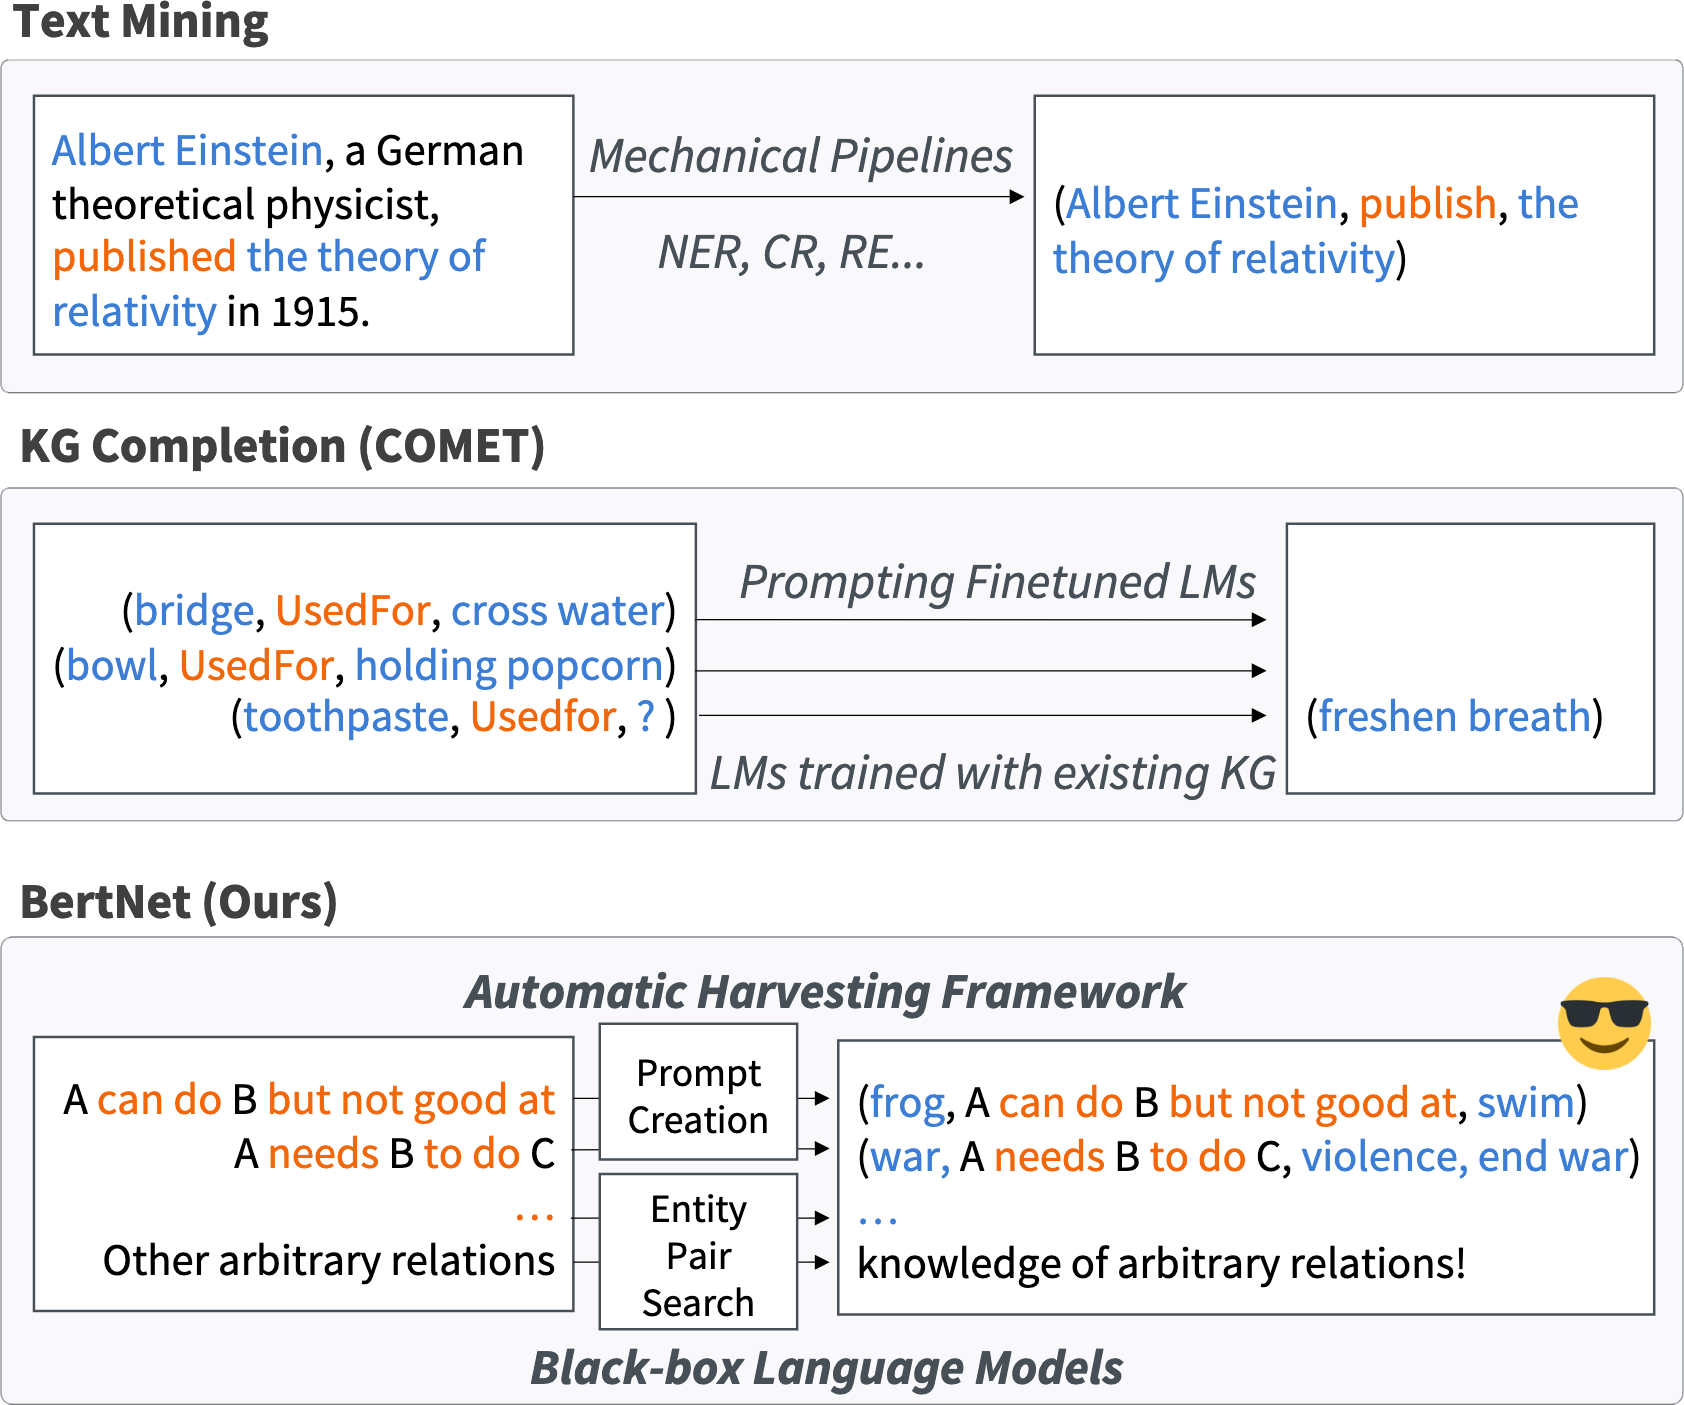 Text Mining
Albert Einstein, a German
theoretical physicist,
published the theory of
relativity in 1915.
Mechanical Pipelines
NER, CR, RE...
(Albert Einstein, publish, the
theory of relativity)
KG Completion (COMET)
(bridge, UsedFor, cross water)
(bowl, UsedFor, holding popcorn)
(toothpaste, Usedfor, ? )
Prompting Finetuned LMs
LMs trained with existing KG
(freshen breath)
BertNet (Ours)
Automatic Harvesting Framework
A can do B but not good at
A needs B to do C
...
Other arbitrary relations
Prompt
Creation
Entity
Pair
Search
(frog, A can do B but not good at, swim)
(war, A needs B to do C, violence, end war)
...
knowledge of arbitrary relations!
Black-box Language Models